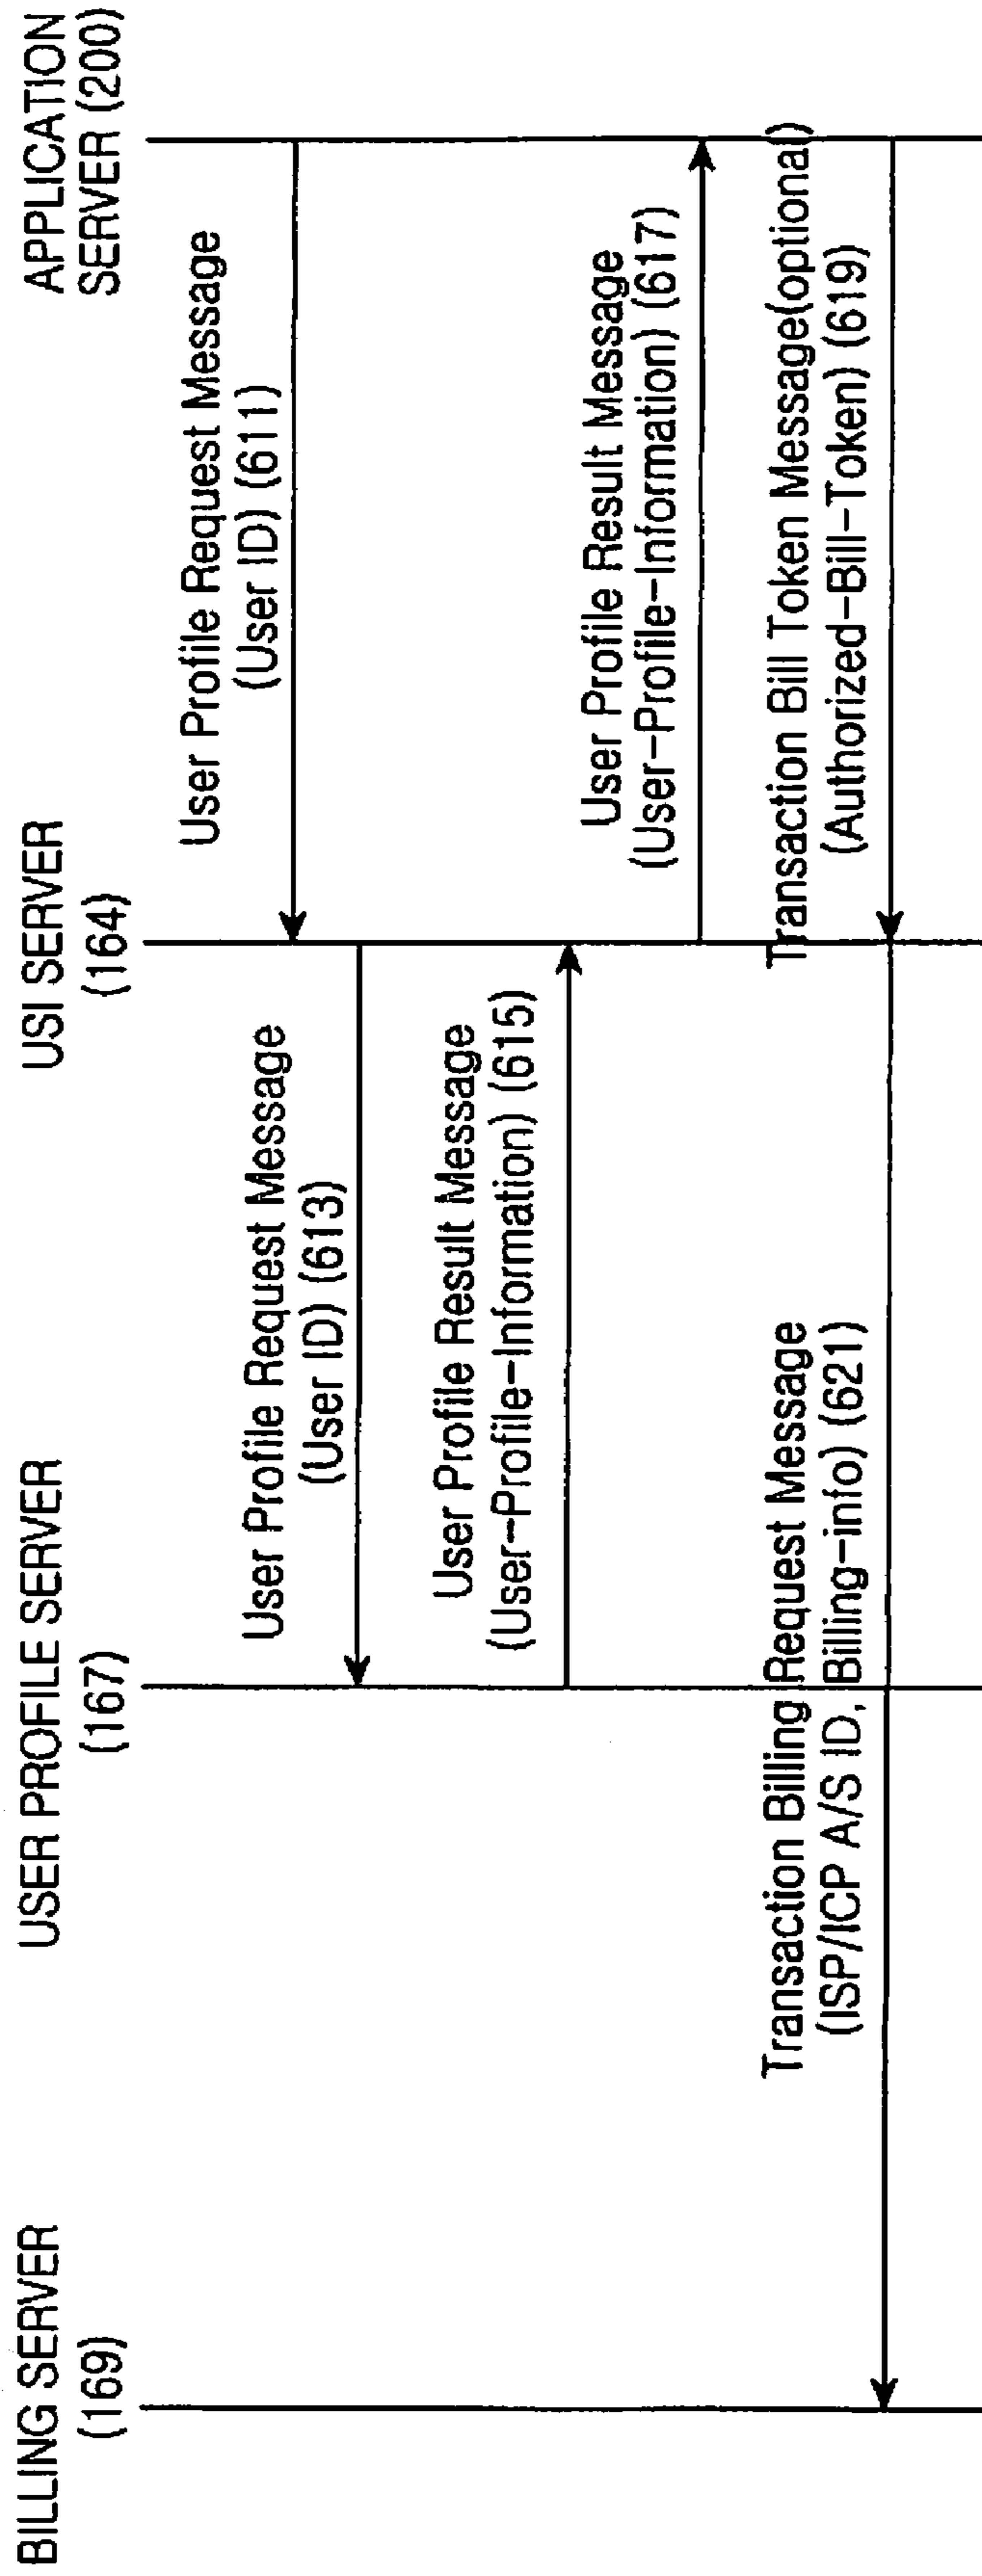 BILLING SERVER
(169)
USER PROFILE SERVER
(167)
USI SERVER
(164)
APPLICATION
SERVER (200)
User Profile Request Message
(User ID) (611)
User Profile Request Message
(User ID) (613)
User Profile Result Message
(User-Profile-Information) (615)
User Profile Result Message
(User-Profile-Information) (617)
Transaction Bill Token Message(optional)
(Authorized-Bill-Token) (619)
Transaction Billing Request Message
(ISP/ICP A/S ID, Billing-info) (621)